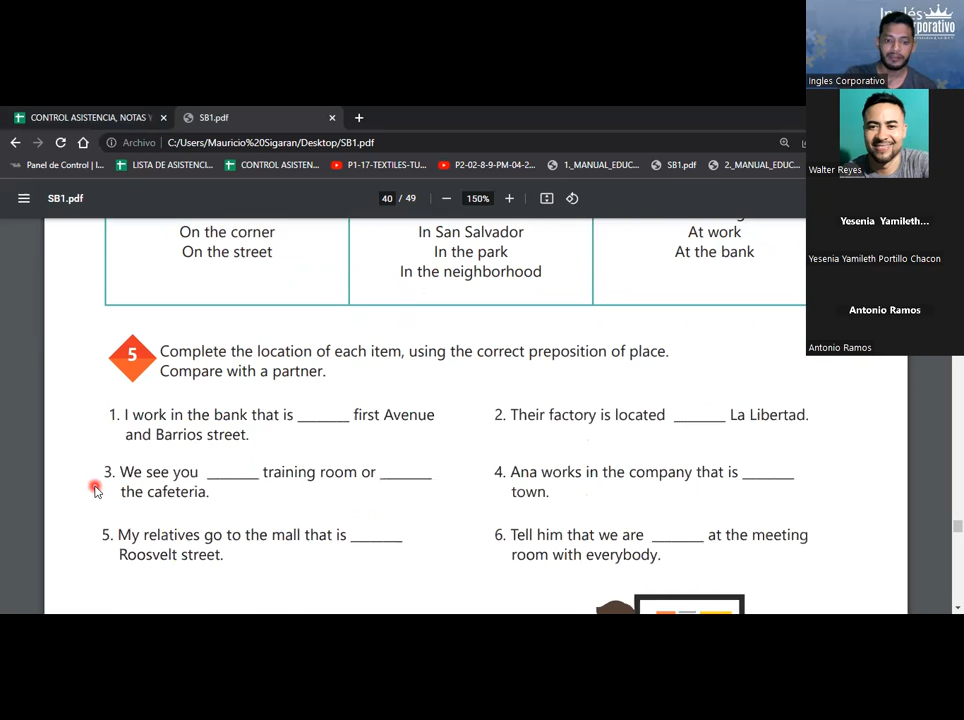 Inglés
Corporativo
Ingles Corporativo
CONTROL ASISTENCIA, NOTAS Y
SB1.pdf
Archivo C:/Users/Mauricio%20Sigaran/Desktop/SB1.pdf
Panel de Control | I...
LISTA DE ASISTENCI...
CONTROL ASISTEN...
P1-17-TEXTILES-TU...
P2-02-8-9-PM-04-2...
1._MANUAL_EDUC...
SB1.pdf
2._MANUAL_EDUC...
Walter Reyes
SB1.pdf
40 / 49
150%
Yesenia Yamileth...
Yesenia Yamileth Portillo Chacon
Antonio Ramos
Antonio Ramos
On the corner
On the street
In San Salvador
In the park
In the neighborhood
At work
At the bank
5
Complete the location of each item, using the correct preposition of place.
Compare with a partner.
1. I work in the bank that is ______ first Avenue
and Barrios street.
2. Their factory is located ______ La Libertad.
3. We see you ______ training room or ______
the cafeteria.
4. Ana works in the company that is ______
town.
5. My relatives go to the mall that is ______
Roosvelt street.
6. Tell him that we are ______ at the meeting
room with everybody.